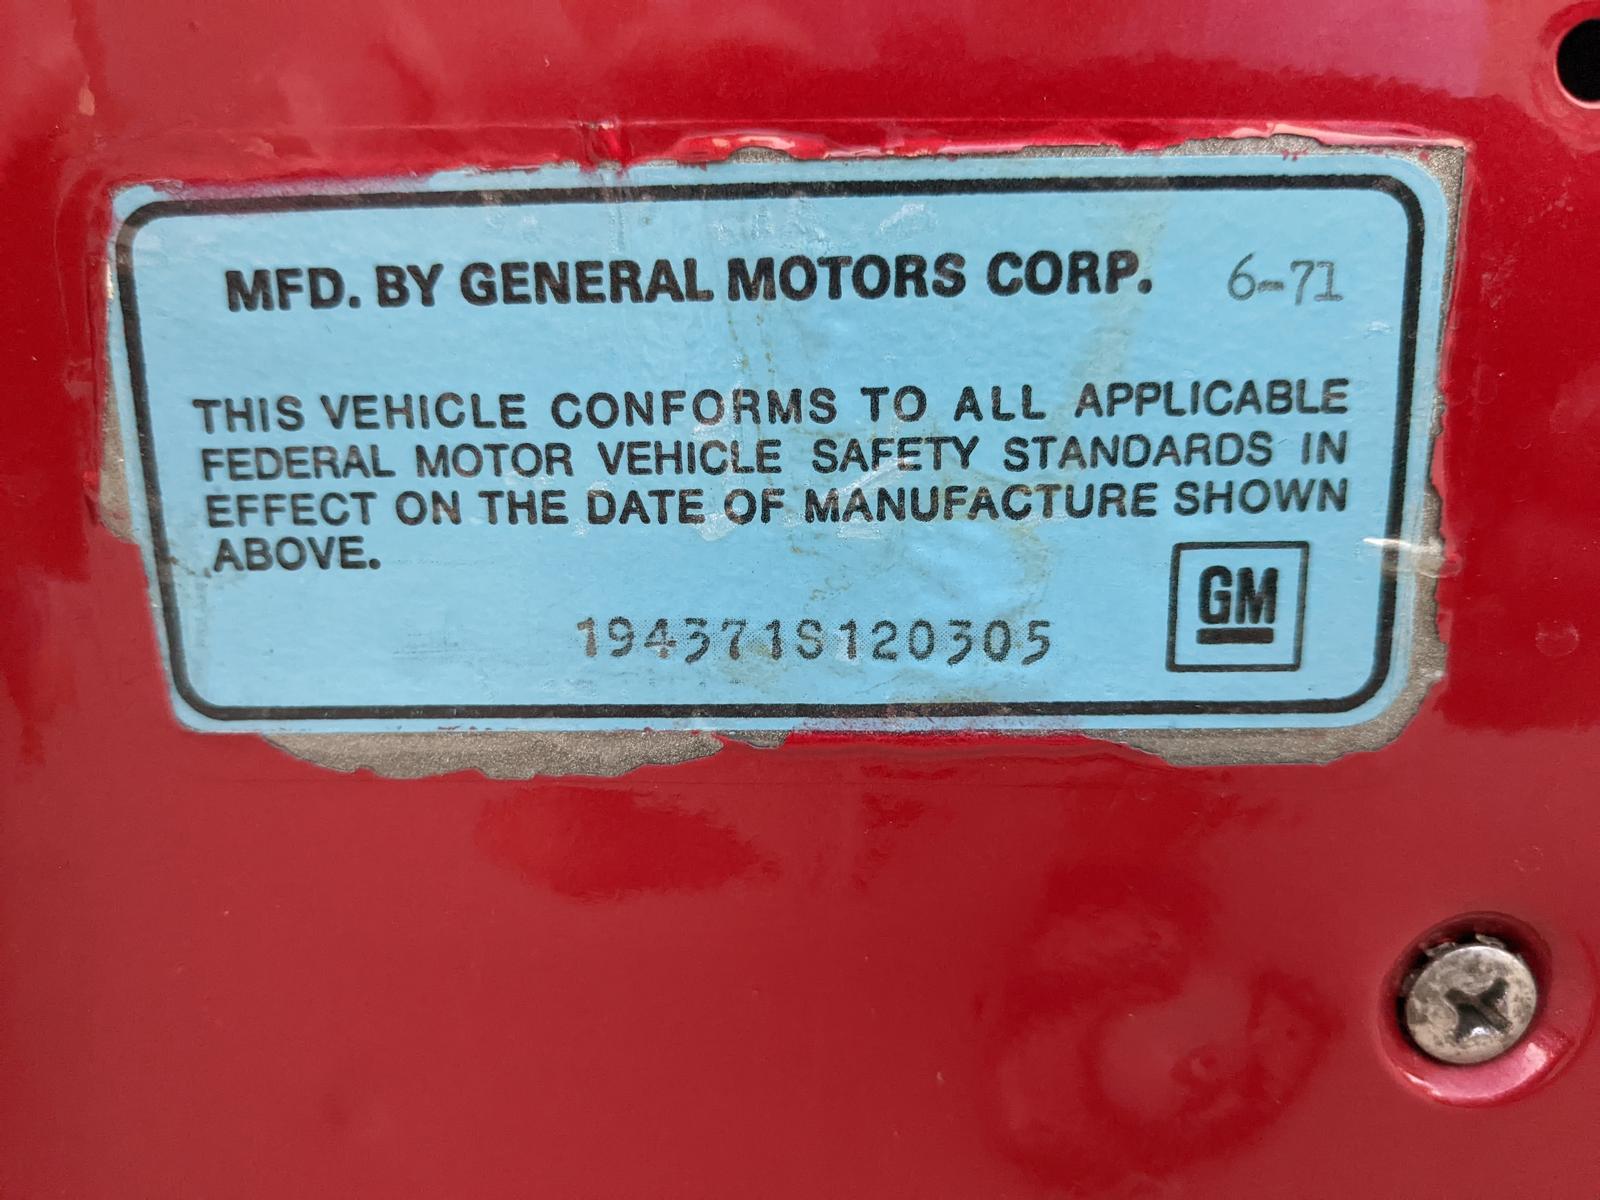 MFD. BY GENERAL MOTORS CORP. 6-71
THIS VEHICLE CONFORMS TO ALL APPLICABLE
FEDERAL MOTOR VEHICLE SAFETY STANDARDS IN
EFFECT ON THE DATE OF MANUFACTURE SHOWN
ABOVE.
194371S120305
GM